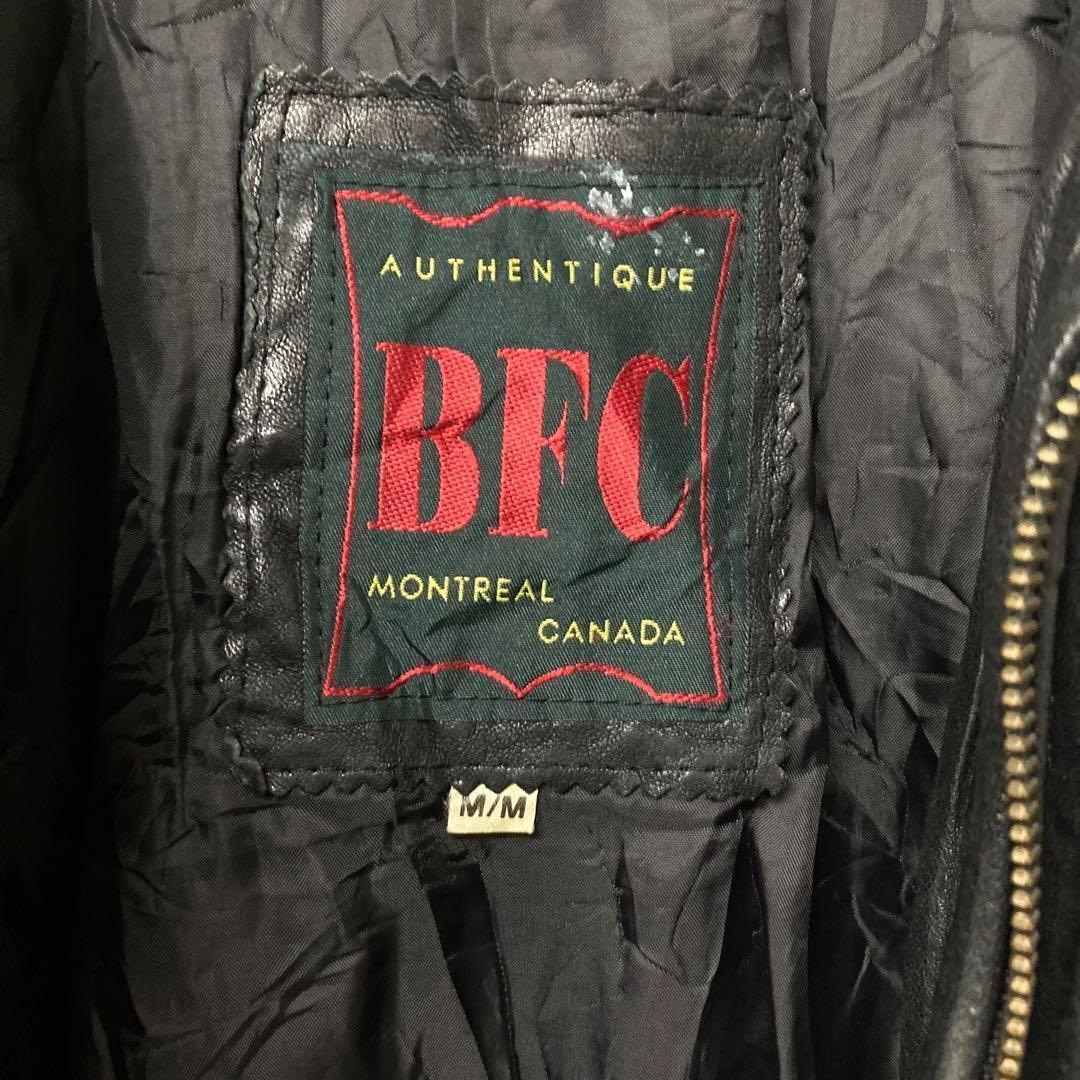 AUTHENTIQUE
BFC
MONTREAL
CANADA
M/M